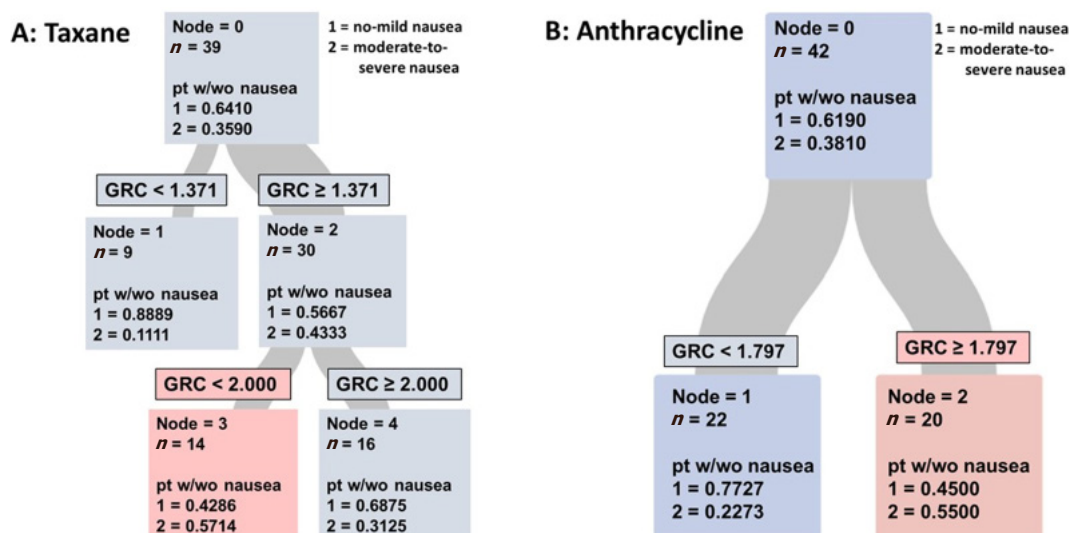 A: Taxane
Node = 0
n = 39
pt w/wo nausea
1 = 0.6410
2 = 0.3590
1 = no-mild nausea
2 = moderate-to-
severe nausea
GRC < 1.371
GRC ≥ 1.371
Node = 1
n = 9
pt w/wo nausea
1 = 0.8889
2 = 0.1111
Node = 2
n = 30
pt w/wo nausea
1 = 0.5667
2 = 0.4333
GRC < 2.000
GRC ≥ 2.000
Node = 3
n = 14
pt w/wo nausea
1 = 0.4286
2 = 0.5714
Node = 4
n = 16
pt w/wo nausea
1 = 0.6875
2 = 0.3125
B: Anthracycline
Node = 0
n = 42
pt w/wo nausea
1 = 0.6190
2 = 0.3810
1 = no-mild nausea
2 = moderate-to-
severe nausea
GRC < 1.797
GRC ≥ 1.797
Node = 1
n = 22
pt w/wo nausea
1 = 0.7727
2 = 0.2273
Node = 2
n = 20
pt w/wo nausea
1 = 0.4500
2 = 0.5500